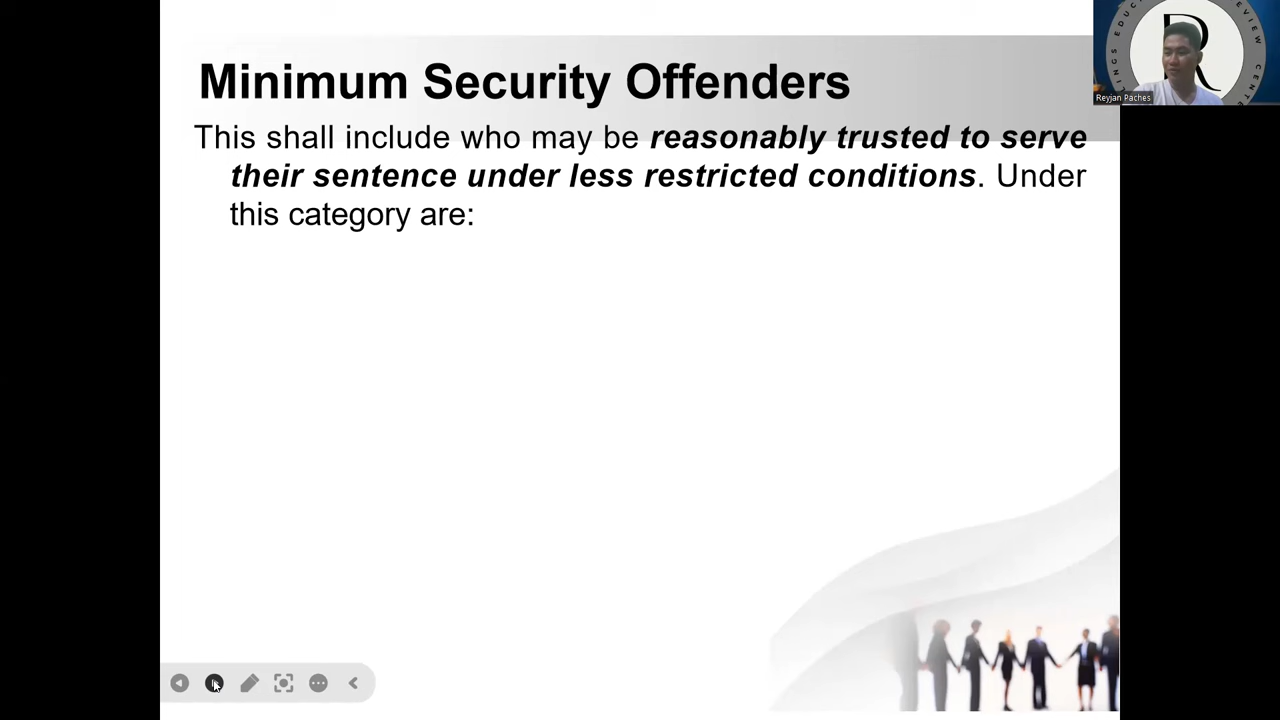 Minimum Security Offenders
This shall include who may be reasonably trusted to serve
their sentence under less restricted conditions. Under
this category are:
R
Reyjan Paches